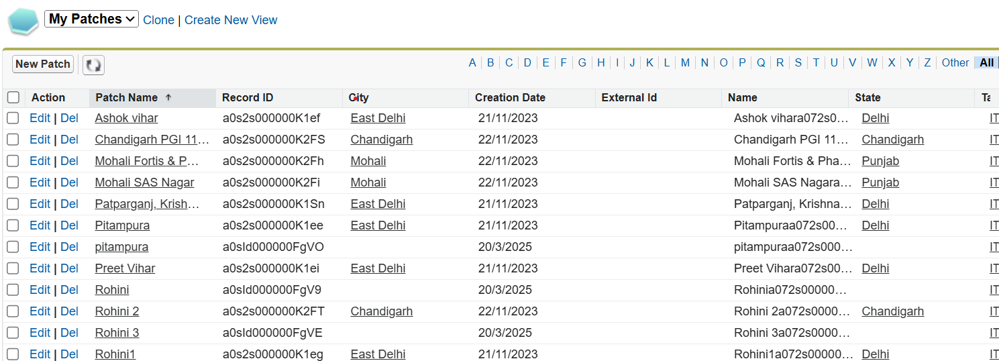 My Patches Clone | Create New View
New Patch A B C D E F G H I J K L M N O P Q R S T U V W X Y Z Other All
Action Patch Name ↑ Record ID City Creation Date External Id Name State Ta
Edit | Del Ashok vihar a0s2s000000K1ef East Delhi 21/11/2023 Ashok vihara072s0... Delhi IT
Edit | Del Chandigarh PGI 11... a0s2s000000K2FS Chandigarh 22/11/2023 Chandigarh PGI 11... Chandigarh IT
Edit | Del Mohali Fortis & P... a0s2s000000K2Fh Mohali 22/11/2023 Mohali Fortis & Pha... Punjab IT
Edit | Del Mohali SAS Nagar a0s2s000000K2Fi Mohali 22/11/2023 Mohali SAS Nagara... Punjab IT
Edit | Del Patparganj, Krish... a0s2s000000K1Sn East Delhi 21/11/2023 Patparganj, Krishna... Delhi IT
Edit | Del Pitampura a0s2s000000K1ee East Delhi 21/11/2023 Pitampuraa072s00... Delhi IT
Edit | Del pitampura a0sId000000FgVO 20/3/2025 pitampuraa072s000... IT
Edit | Del Preet Vihar a0s2s000000K1ei East Delhi 21/11/2023 Preet Vihara072s00... Delhi IT
Edit | Del Rohini a0sId000000FgV9 20/3/2025 Rohinia072s00000... IT
Edit | Del Rohini 2 a0s2s000000K2FT Chandigarh 22/11/2023 Rohini 2a072s0000... Chandigarh IT
Edit | Del Rohini 3 a0sId000000FgVE 20/3/2025 Rohini 3a072s0000... IT
Edit | Del Rohini1 a0s2s000000K1eg East Delhi 21/11/2023 Rohini1a072s00000... Delhi IT